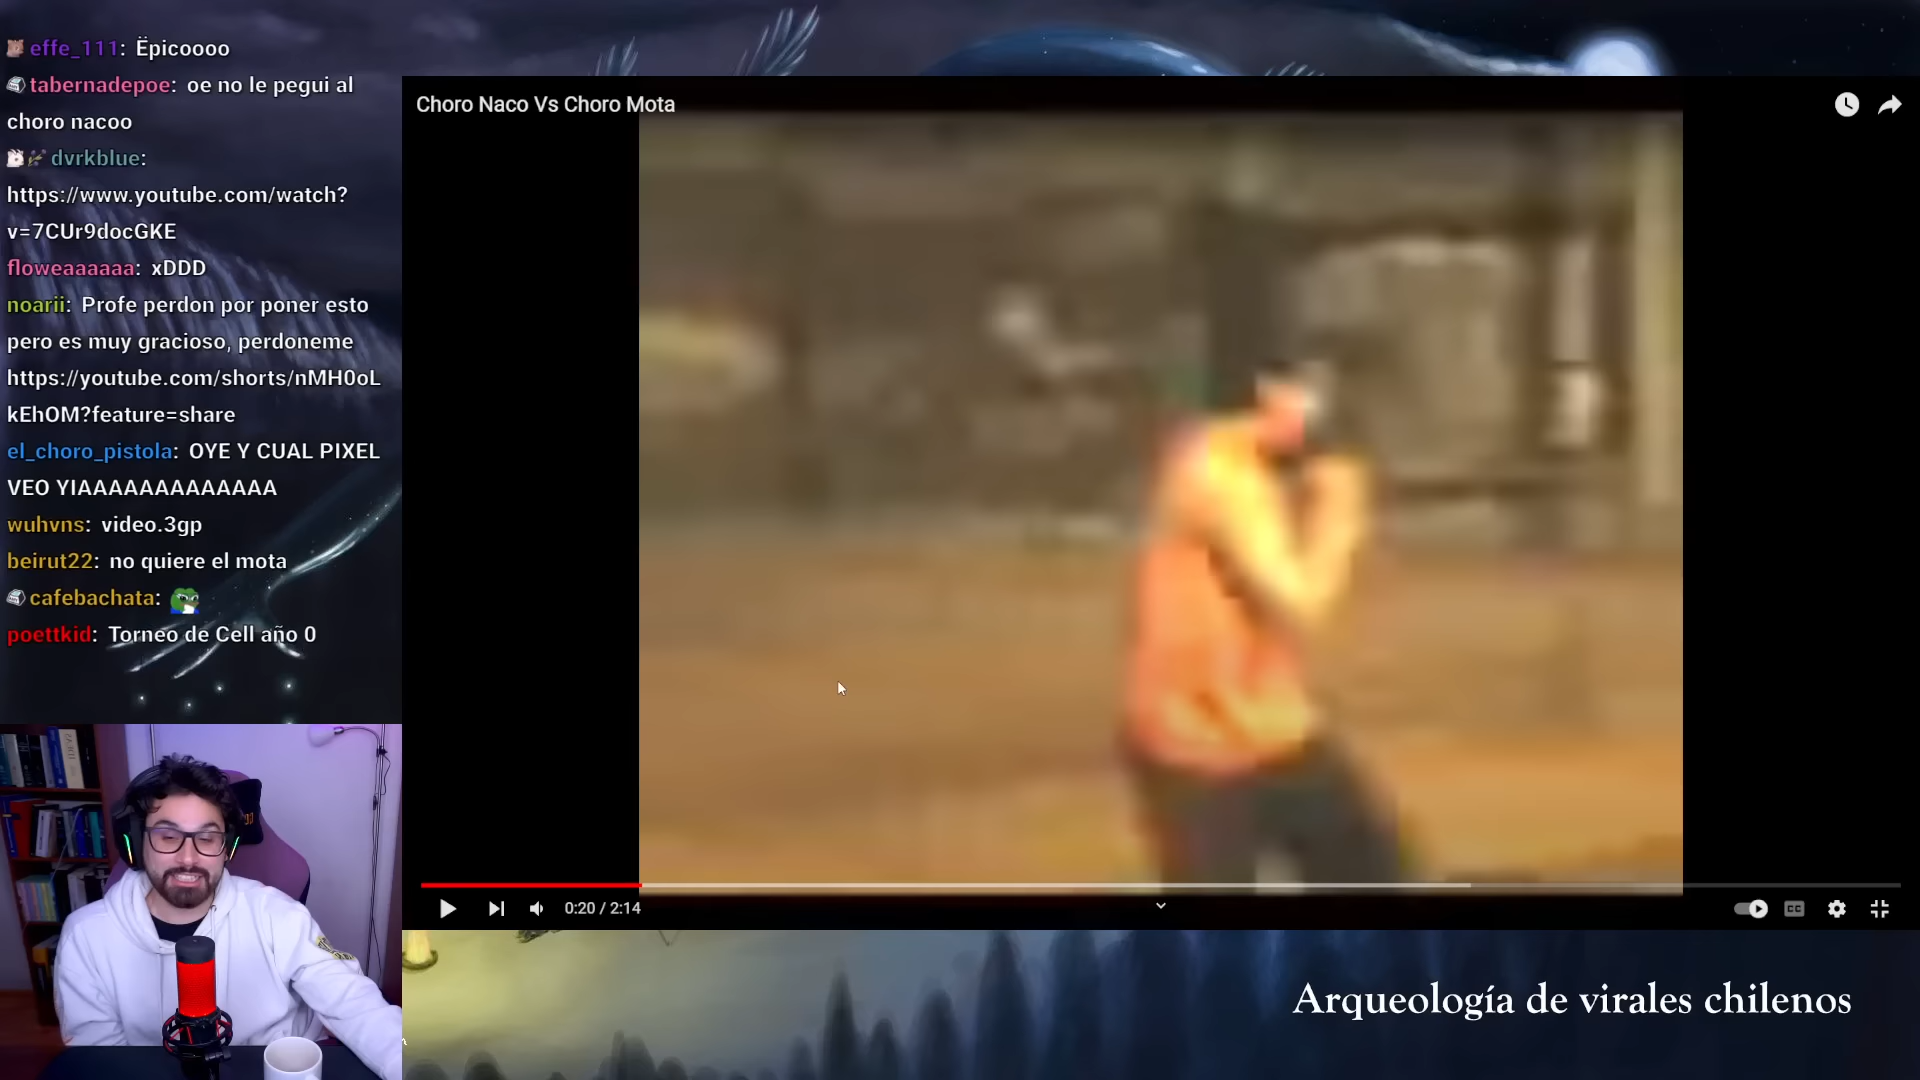 effe_111: Ëpicoooo
tabernadepoe: oe no le pegui al
choro nacoo
dvrkblue:
https://www.youtube.com/watch?
v=7CUr9docGKE
floweaaaaaa: xDDD
noarii: Profe perdon por poner esto
pero es muy gracioso, perdoneme
https://youtube.com/shorts/nMH0oL
kEhOM?feature=share
el_choro_pistola: OYE Y CUAL PIXEL
VEO YIAAAAAAAAAAAAA
wuhvns: video.3gp
beirut22: no quiere el mota
cafebachata:
poettkid: Torneo de Cell año 0
Choro Naco Vs Choro Mota
0:20 / 2:14
CC
Arqueología de virales chilenos